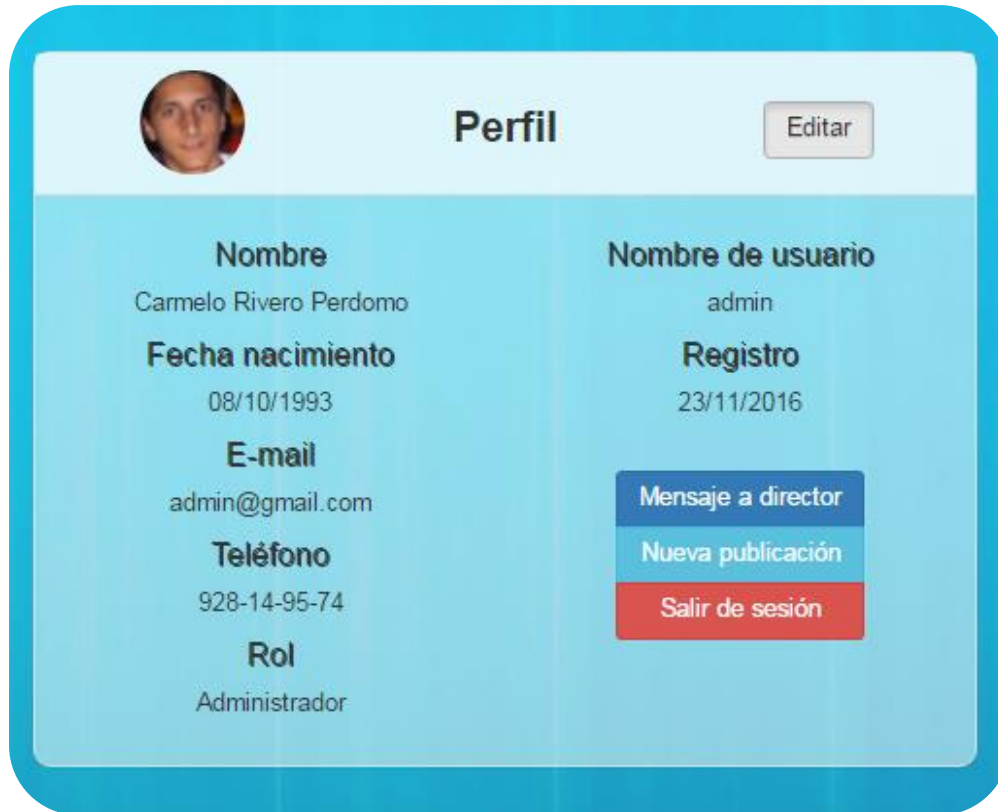 Perfil
Editar
Nombre
Carmelo Rivero Perdomo
Fecha nacimiento
08/10/1993
E-mail
admin@gmail.com
Teléfono
928-14-95-74
Rol
Administrador
Nombre de usuario
admin
Registro
23/11/2016
Mensaje a director
Nueva publicación
Salir de sesión